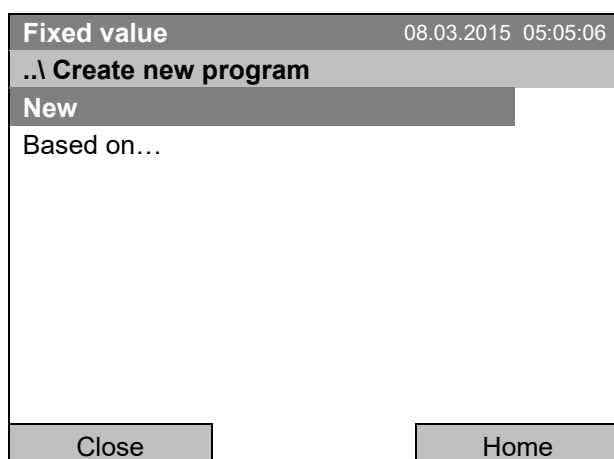 Fixed value 08.03.2015 05:05:06
..\ Create new program
New
Based on…
Close Home